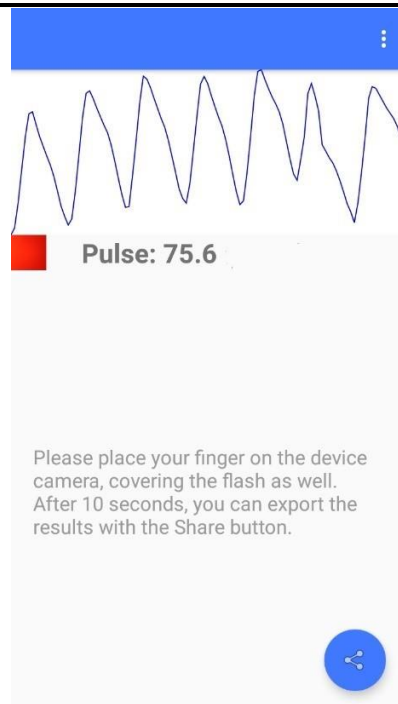 Pulse: 75.6
Please place your finger on the device
camera, covering the flash as well.
After 10 seconds, you can export the
results with the Share button.